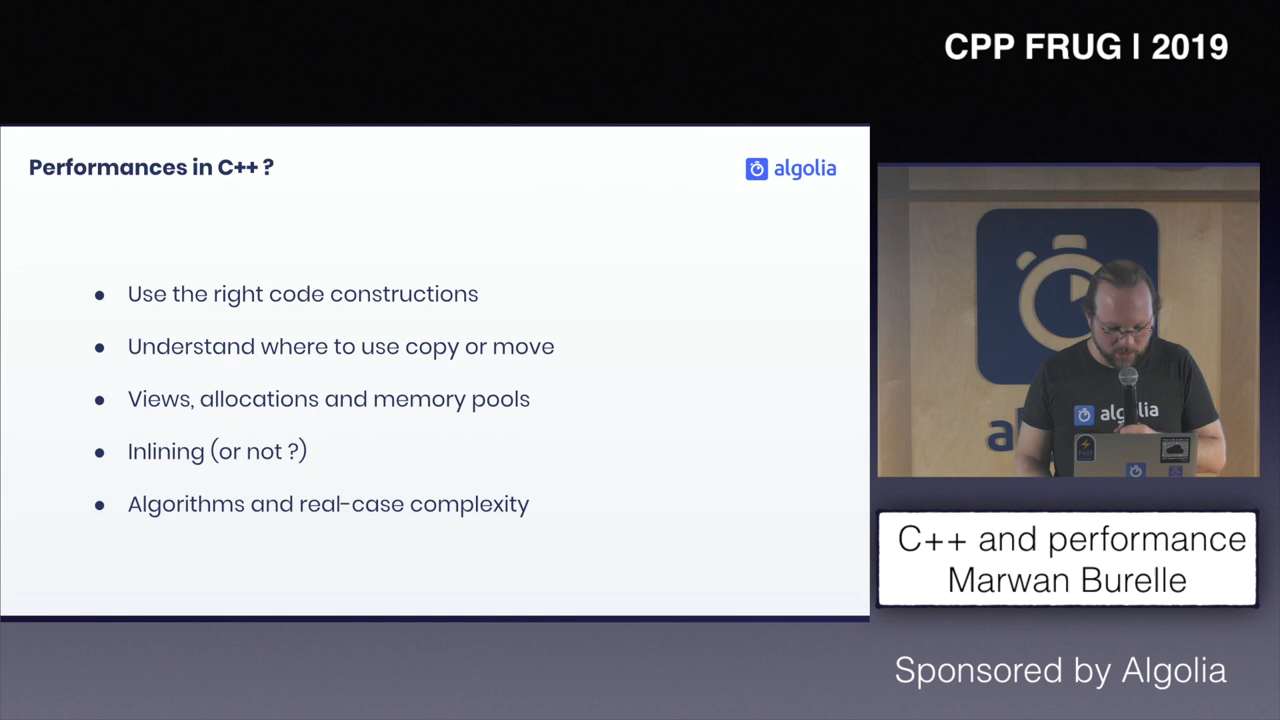 CPP FRUG | 2019
Performances in C++ ?
algolia
● Use the right code constructions
● Understand where to use copy or move
● Views, allocations and memory pools
● Inlining (or not ?)
● Algorithms and real-case complexity
algolia
al
C++ and performance
Marwan Burelle
Sponsored by Algolia